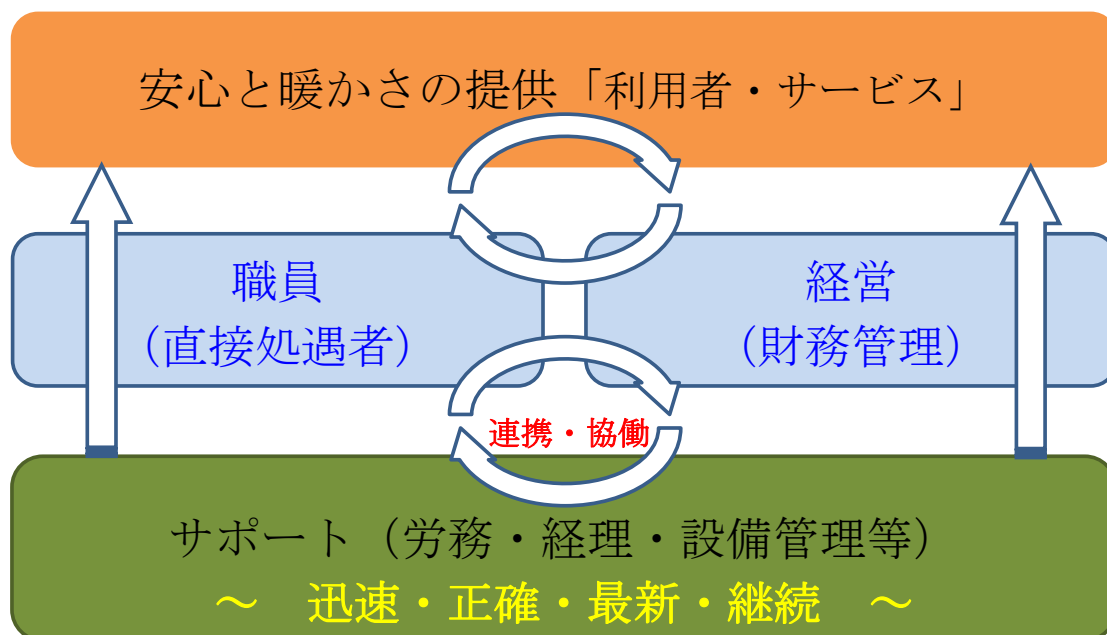 安心と暖かさの提供「利用者・サービス」
職員
（直接処遇者）
経営
（財務管理）
連携・協働
サポート（労務・経理・設備管理等）
～　迅速・正確・最新・継続　～